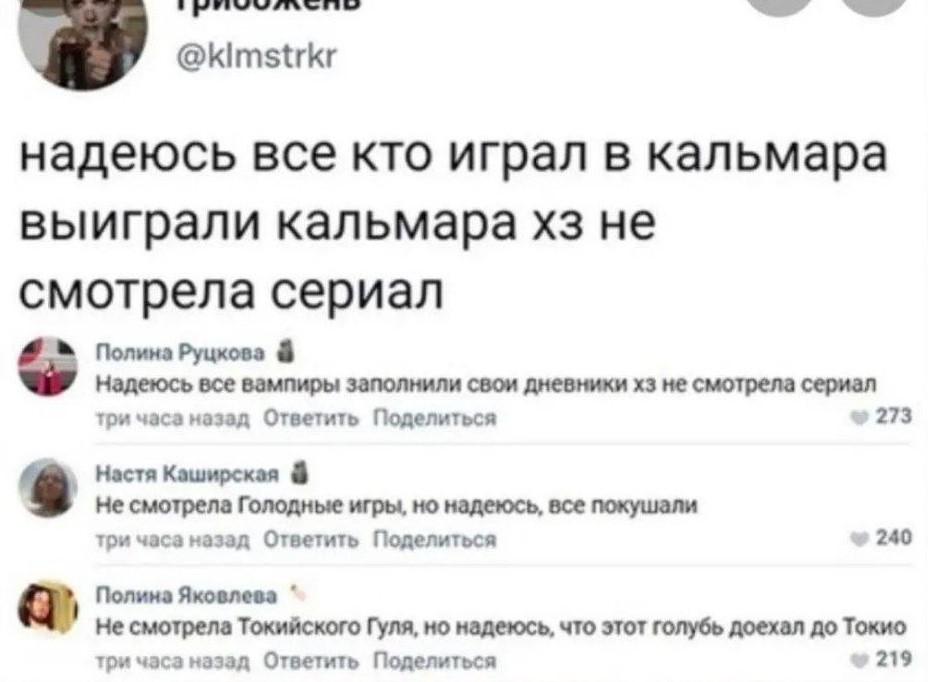 @klmstrkr
надеюсь все кто играл в кальмара
выиграли кальмара хз не
смотрела сериал
Полина Руцкова
Надеюсь все вампиры заполнили свои дневники хз не смотрела сериал
три часа назад Ответить Поделиться 273
Настя Каширская
Не смотрела Голодные игры, но надеюсь, все покушали
три часа назад Ответить Поделиться 240
Полина Яковлева
Не смотрела Токийского Гуля, но надеюсь, что этот голубь доехал до Токио
три часа назад Ответить Поделиться 219